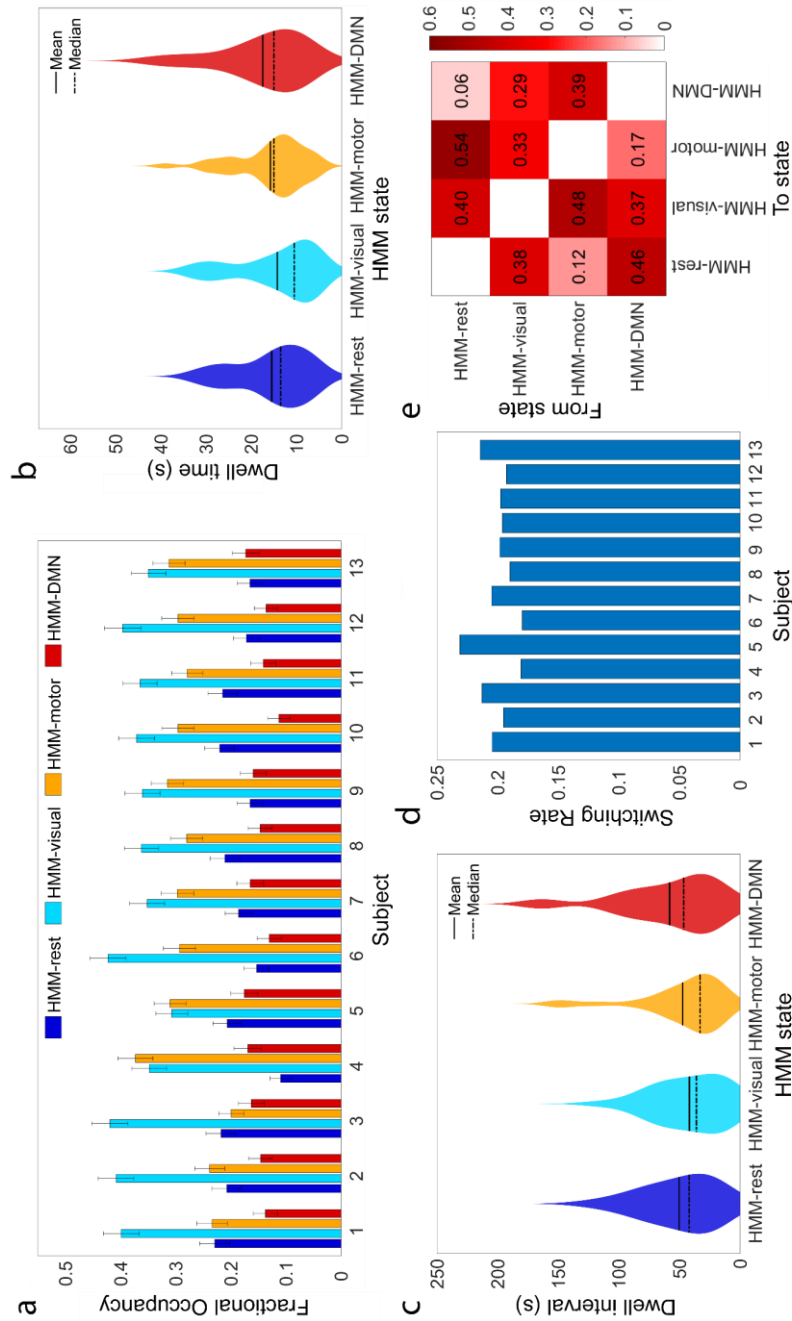 a
HMM-rest HMM-visual HMM-motor HMM-DMN
Fractional Occupancy
0.5
0.4
0.3
0.2
0.1
0
1 2 3 4 5 6 7 8 9 10 11 12 13
Subject
b
Mean
Median
Dwell time (s)
60
50
40
30
20
10
0
HMM-rest HMM-visual HMM-motor HMM-DMN
HMM state
c
Mean
Median
Dwell interval (s)
250
200
150
100
50
0
HMM-rest HMM-visual HMM-motor HMM-DMN
HMM state
d
Switching Rate
0.25
0.2
0.15
0.1
0.05
0
1 2 3 4 5 6 7 8 9 10 11 12 13
Subject
e
From state
HMM-rest 0.40 0.54 0.06
HMM-visual 0.38 0.33 0.29
HMM-motor 0.12 0.48 0.39
HMM-DMN 0.46 0.37 0.17
HMM-rest HMM-visual HMM-motor HMM-DMN
To state
0.6
0.5
0.4
0.3
0.2
0.1
0